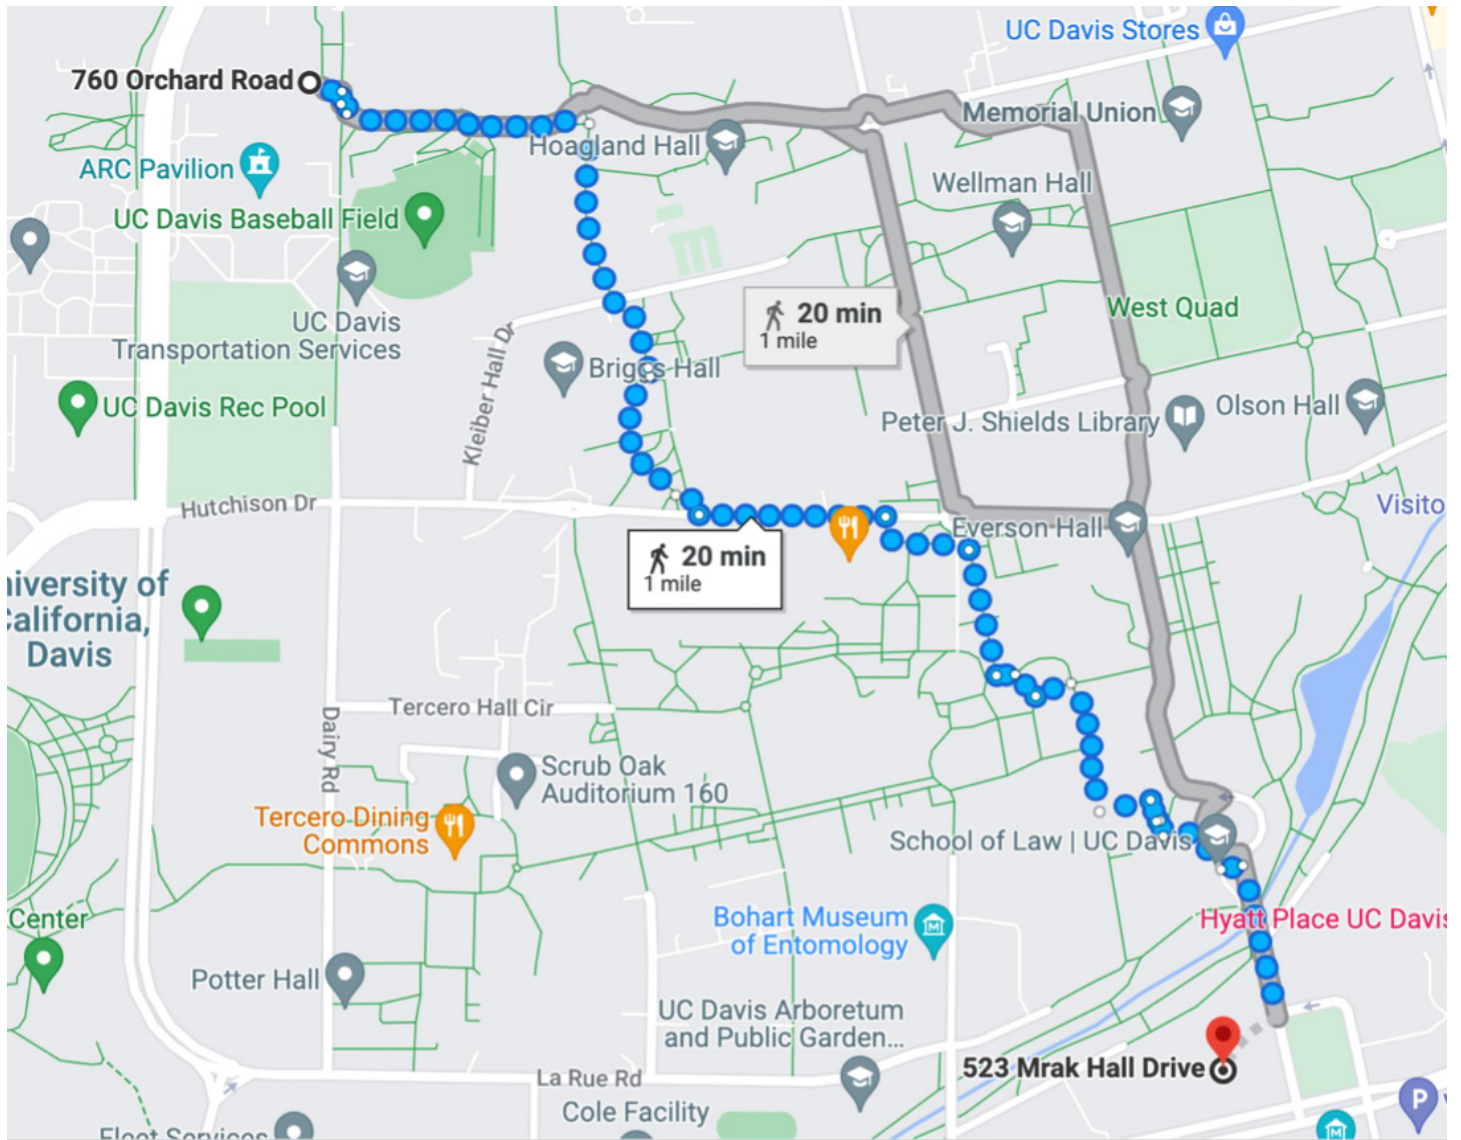 UC Davis Stores
760 Orchard Road
Memorial Union
Hoagland Hall
ARC Pavilion
Wellman Hall
UC Davis Baseball Field
West Quad
20 min
1 mile
UC Davis
Transportation Services
Kleiber Hall Dr
Briggs Hall
UC Davis Rec Pool
Olson Hall
Peter J. Shields Library
Hutchison Dr
Visito
Everson Hall
20 min
1 mile
niversity of
California,
Davis
Tercero Hall Cir
Dairy Rd
Scrub Oak
Auditorium 160
Tercero Dining
Commons
School of Law | UC Davis
Center
Bohart Museum
of Entomology
Hyatt Place UC Davis
Potter Hall
UC Davis Arboretum
and Public Garden...
523 Mrak Hall Drive
La Rue Rd
Cole Facility
P
Fleet Services